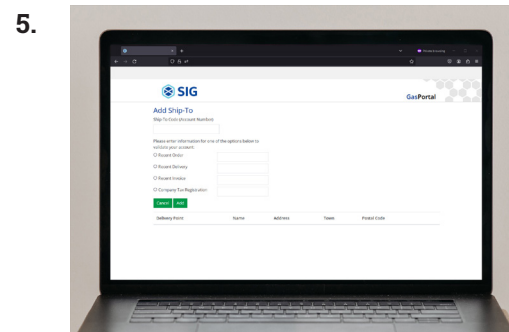 5.
SIG
GasPortal
Add Ship-To
Ship To Code (Account Number)
Please enter information for one of the options below to
validate your account
Recent Order
Recent Delivery
Recent Invoice
Company Tax Registration
Cancel Add
Delivery Point Name Address Town Postal Code